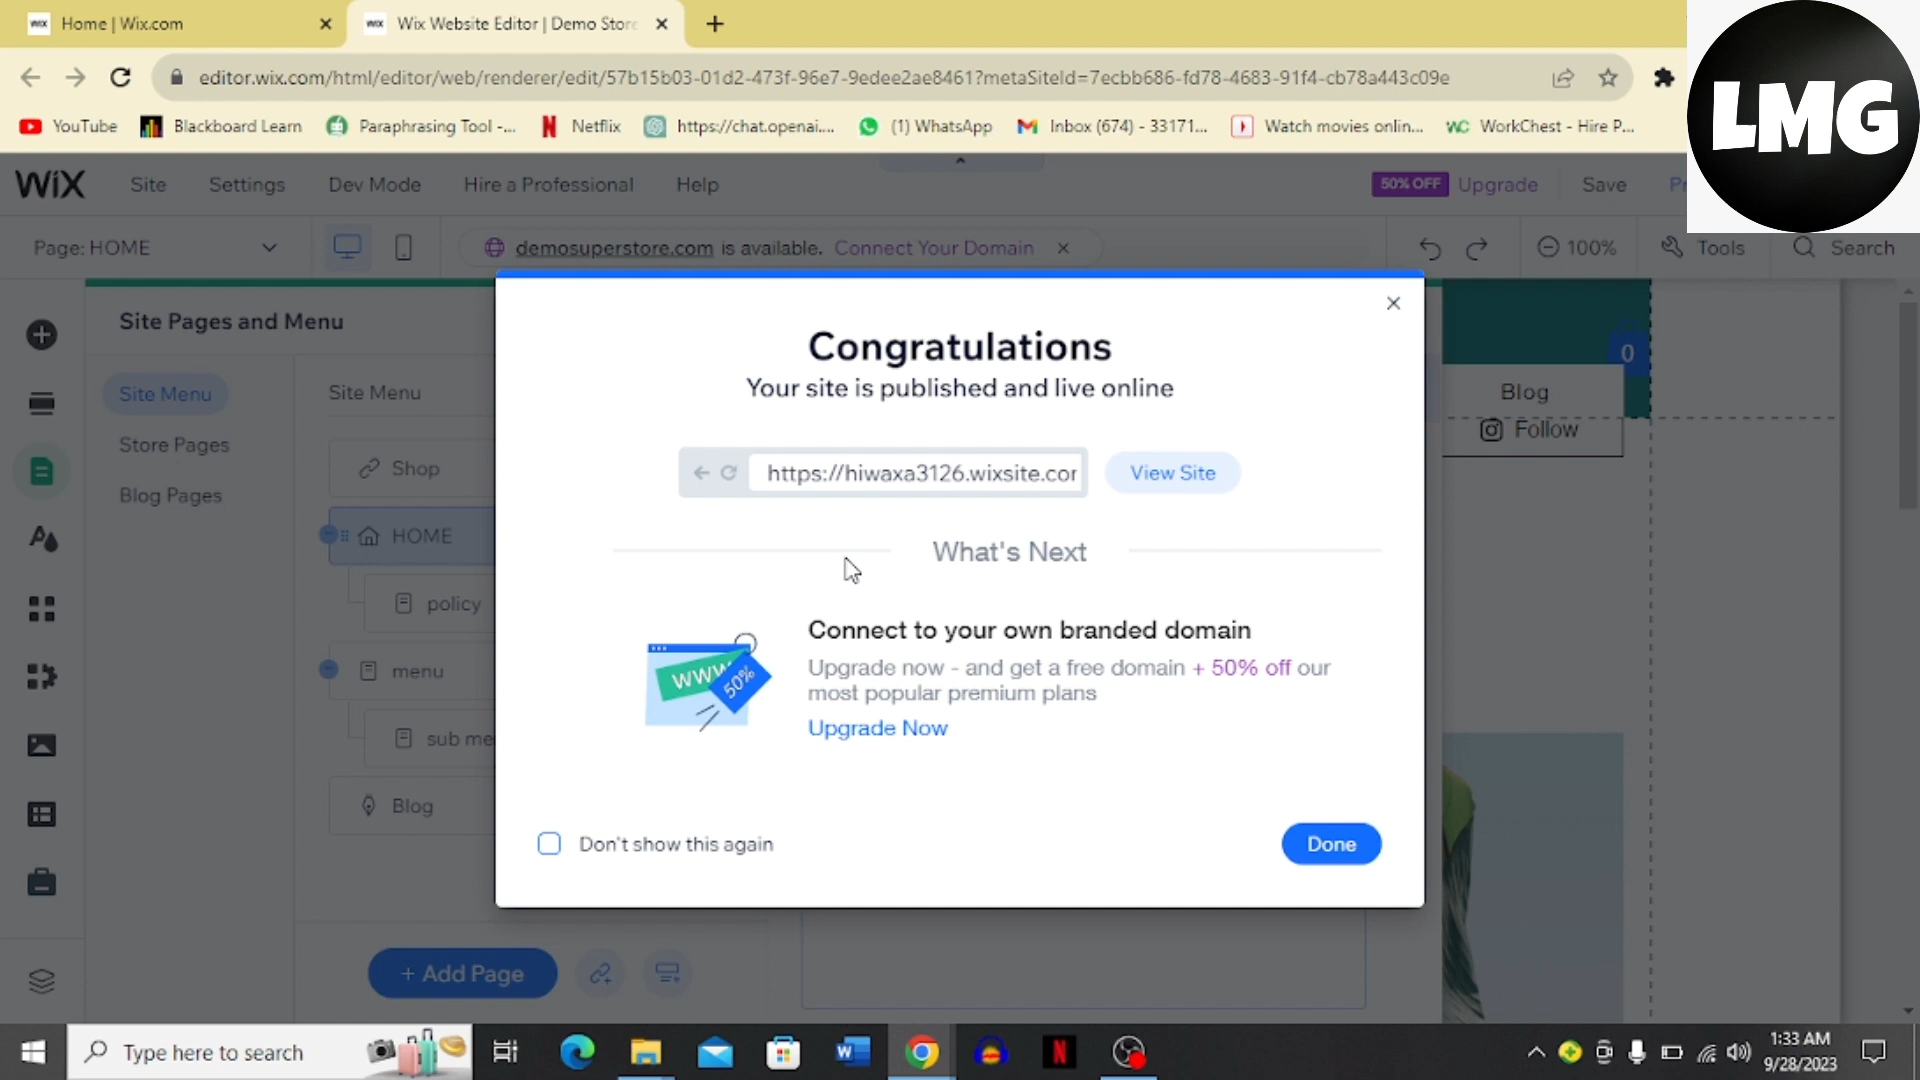 Home | Wix.com
Wix Website Editor | Demo Store
editor.wix.com/html/editor/web/renderer/edit/57b15b03-01d2-473f-96e7-9edee2ae8461?metaSiteId=7ecbb686-fd78-4683-91f4-cb78a443c09e
YouTube
Blackboard Learn
Paraphrasing Tool -...
Netflix
https://chat.openai....
(1) WhatsApp
Inbox (674) - 33171...
Watch movies onlin...
WC WorkChest - Hire P...
LMG
WiX
Site
Settings
Dev Mode
Hire a Professional
Help
50% OFF
Upgrade
Save
Page: HOME
demosuperstore.com is available. Connect Your Domain
100%
Tools
Search
Site Pages and Menu
Site Menu
Store Pages
Blog Pages
Site Menu
Shop
HOME
policy
menu
sub me
Blog
+ Add Page
0
Blog
Follow
Congratulations
Your site is published and live online
https://hiwaxa3126.wixsite.cor
View Site
What's Next
WWW
50%
Connect to your own branded domain
Upgrade now - and get a free domain + 50% off our
most popular premium plans
Upgrade Now
Don't show this again
Done
Type here to search
1:33 AM
9/28/2023